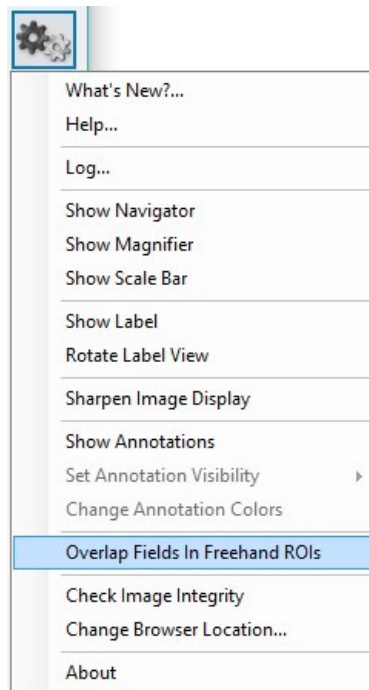 What's New?...
Help...
Log...
Show Navigator
Show Magnifier
Show Scale Bar
Show Label
Rotate Label View
Sharpen Image Display
Show Annotations
Set Annotation Visibility
Change Annotation Colors
Overlap Fields In Freehand ROIs
Check Image Integrity
Change Browser Location...
About